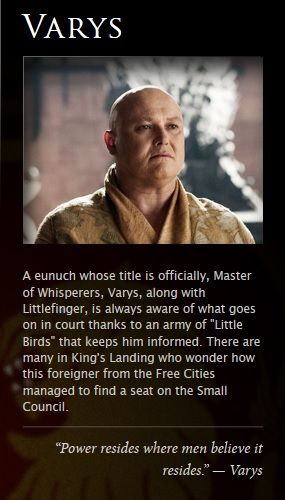 VARYS
A eunuch whose title is officially, Master
of Whisperers, Varys, along with
Littlefinger, is always aware of what goes
on in court thanks to an army of "Little
Birds" that keeps him informed. There are
many in King's Landing who wonder how
this foreigner from the Free Cities
managed to find a seat on the Small
Council.
“Power resides where men believe it
resides.” — Varys